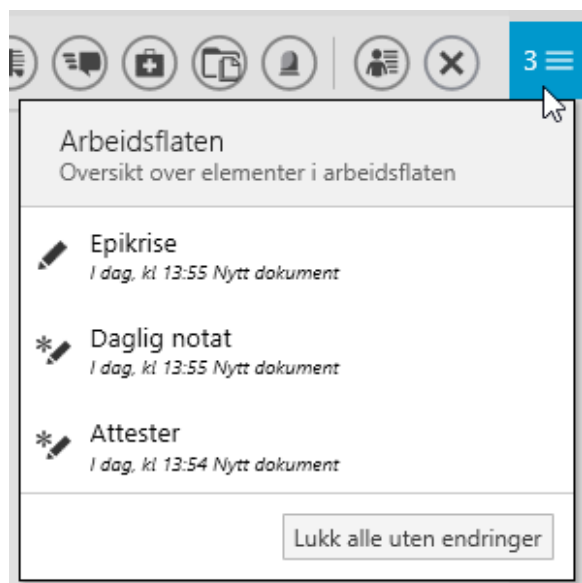 3
Arbeidsflaten
Oversikt over elementer i arbeidsflaten
Epikrise
I dag, kl 13:55 Nytt dokument
Daglig notat
I dag, kl 13:55 Nytt dokument
Attester
I dag, kl 13:54 Nytt dokument
Lukk alle uten endringer